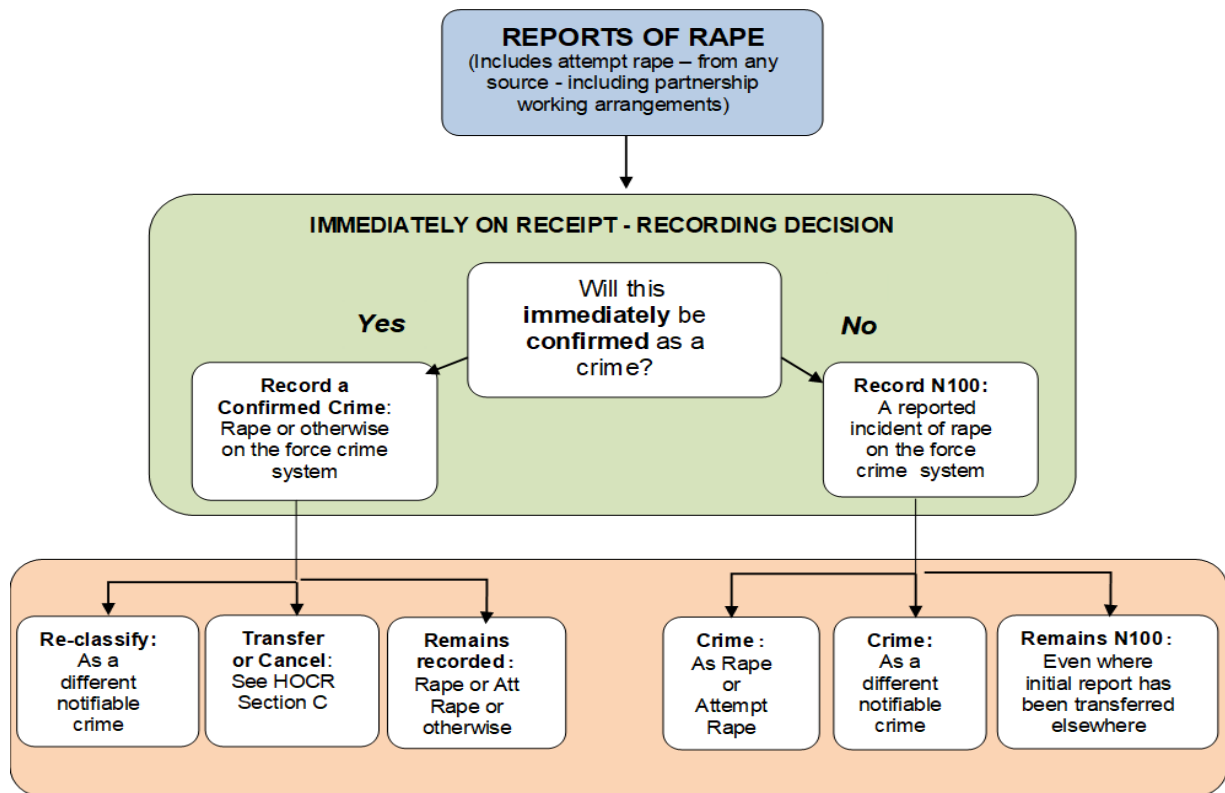 REPORTS OF RAPE
(Includes attempt rape – from any
source - including partnership
working arrangements)
IMMEDIATELY ON RECEIPT - RECORDING DECISION
Will this
immediately be
confirmed as a
crime?
Yes
No
Record a
Confirmed Crime:
Rape or otherwise
on the force crime
system
Record N100:
A reported
incident of rape
on the force
crime system
Re-classify:
As a
different
notifiable
crime
Transfer
or Cancel:
See HOCR
Section C
Remains
recorded:
Rape or Att
Rape or
otherwise
Crime:
As Rape
or
Attempt
Rape
Crime:
As a
different
notifiable
crime
Remains N100:
Even where
initial report has
been transferred
elsewhere